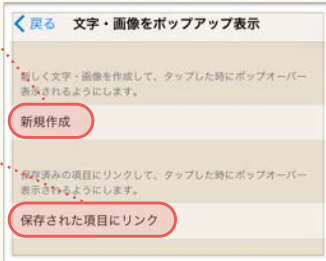 戻る 文字・画像をポップアップ表示
新しく文字・画像を作成して、タップした時にポップオーバー
表示されるようにします。
新規作成
保存済みの項目にリンクして、タップした時にポップオーバー
表示されるようにします。
保存された項目にリンク